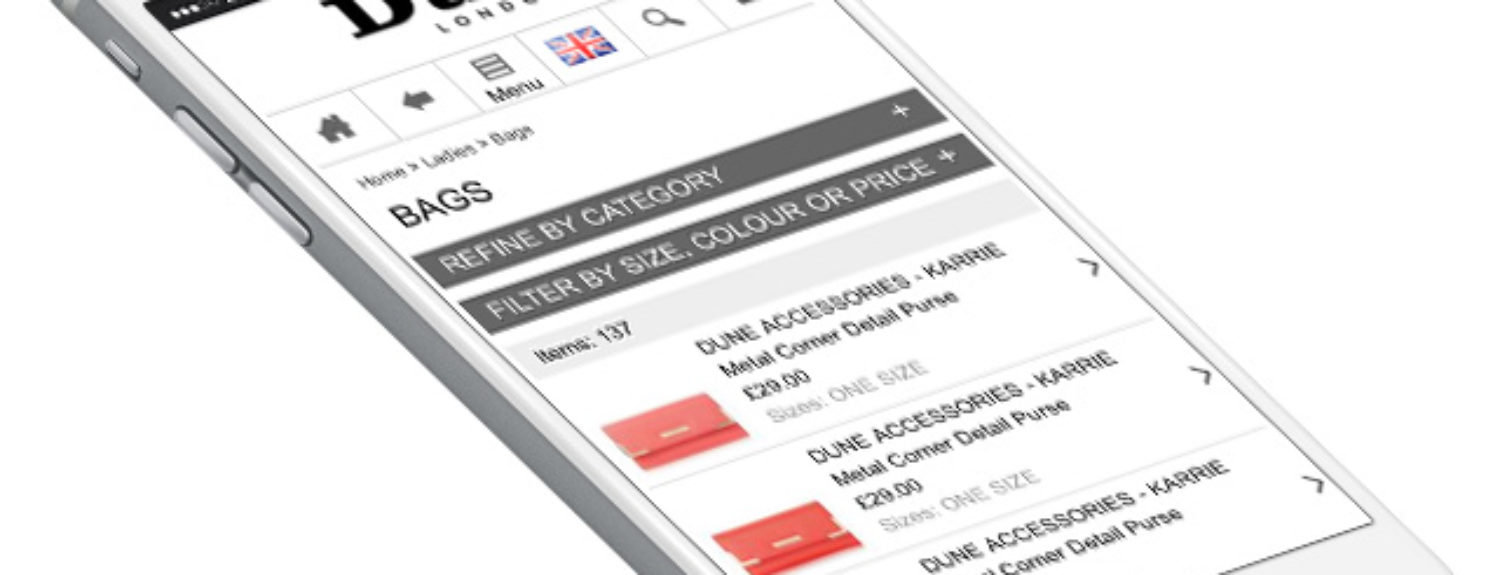 LONDO
Menu
Home > Ladies > Bags
BAGS
REFINE BY CATEGORY +
FILTER BY SIZE, COLOUR OR PRICE +
Items: 137
DUNE ACCESSORIES - KARRIE
Metal Corner Detail Purse
£29.00
Sizes: ONE SIZE
DUNE ACCESSORIES - KARRIE
Metal Corner Detail Purse
£29.00
Sizes: ONE SIZE
DUNE ACCESSORIES - KARRIE
Corner Detail Purse